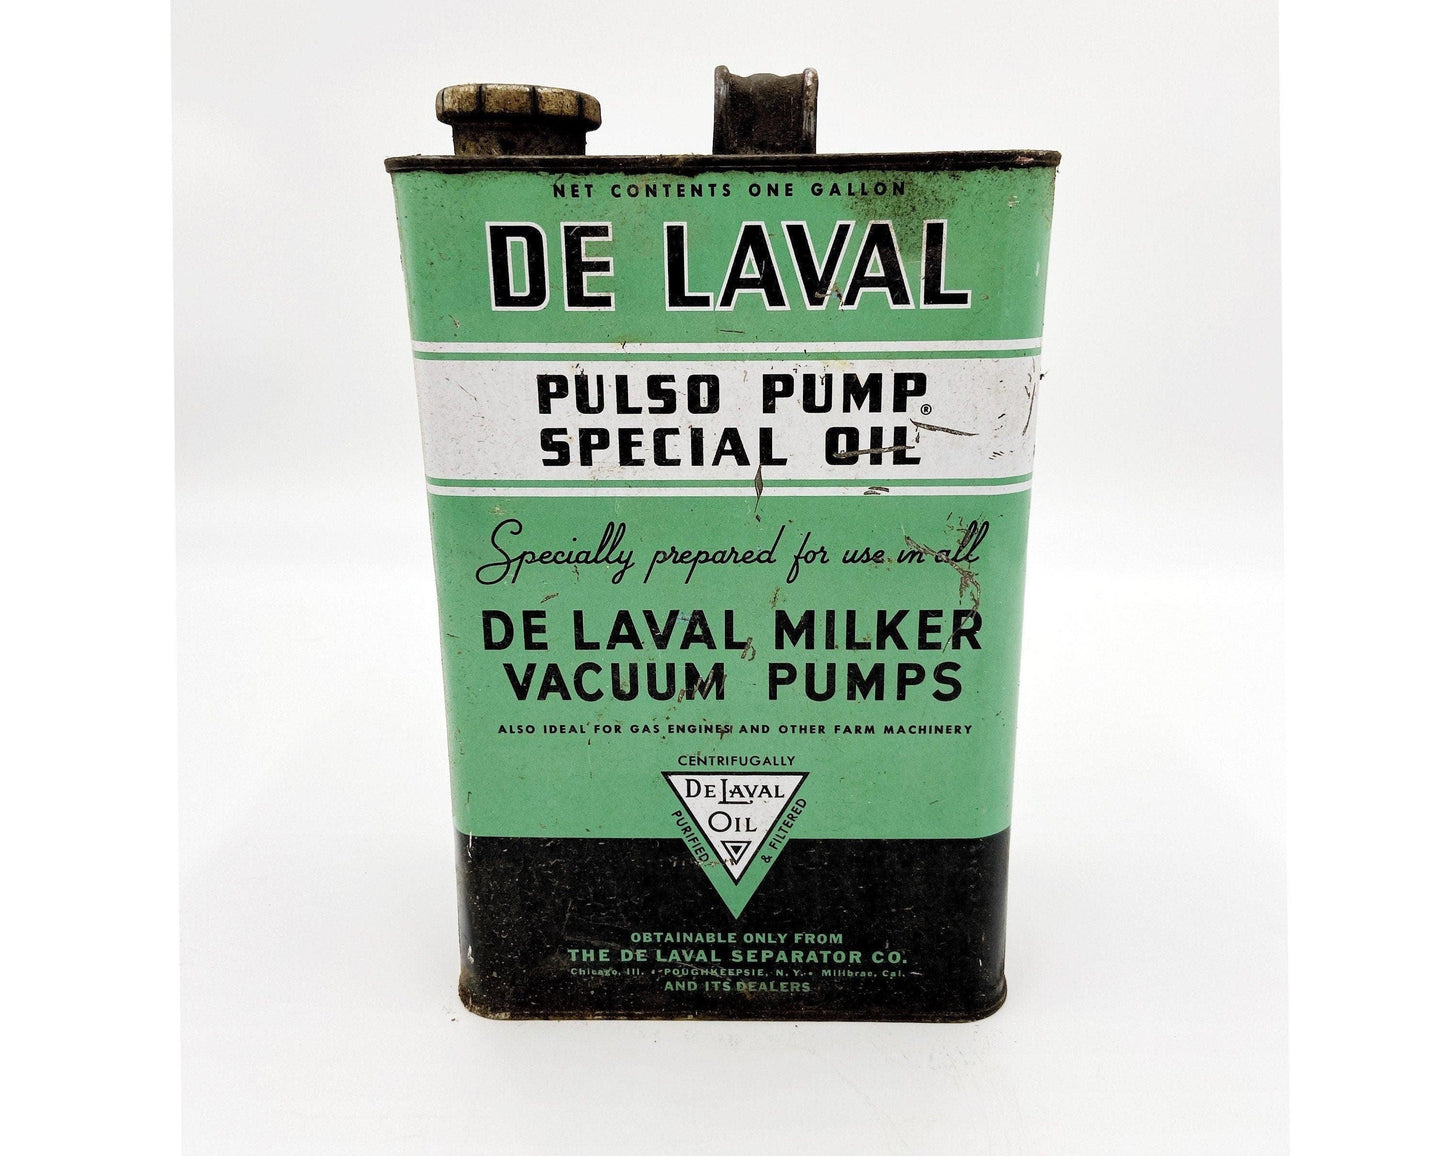 NET CONTENTS ONE GALLON
DE LAVAL
PULSO PUMP®
SPECIAL OIL
Specially prepared for use in all
DE LAVAL MILKER
VACUUM PUMPS
ALSO IDEAL FOR GAS ENGINES AND OTHER FARM MACHINERY
CENTRIFUGALLY
DE LAVAL
OIL
PURIFIED
& FILTERED
OBTAINABLE ONLY FROM
THE DE LAVAL SEPARATOR CO.
Chicago, Ill. • POUGHKEEPSIE, N. Y. • Millbrae, Cal.
AND ITS DEALERS